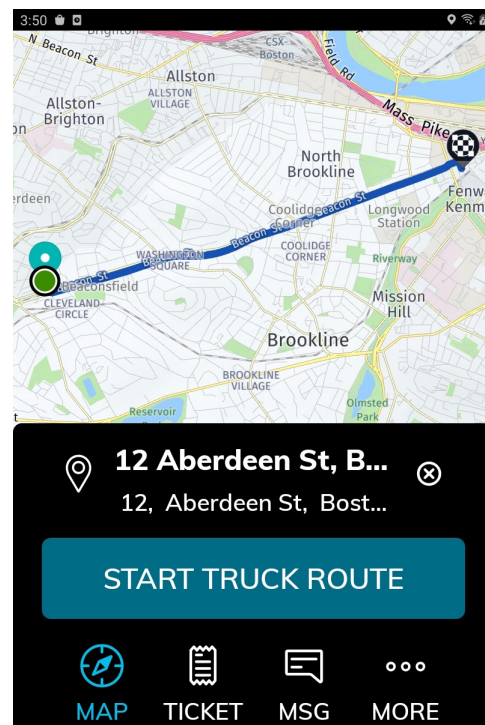 3:50
Brighton
N Beacon St
CSX-
Boston
Field Rd
Allston
ALLSTON
VILLAGE
Allston-
Brighton
Mass Pike
North
Brookline
Fenw
Kenm
Longwood
Station
Coolidge
Corner
Beacon St
Beacon St
COOLIDGE
CORNER
WASHINGTON
SQUARE
Riverway
Beaconsfield
CLEVELAND
CIRCLE
Mission
Hill
Brookline
BROOKLINE
VILLAGE
Olmsted
Park
Reservoir
12 Aberdeen St, B...
12, Aberdeen St, Bost...
START TRUCK ROUTE
MAP TICKET MSG MORE